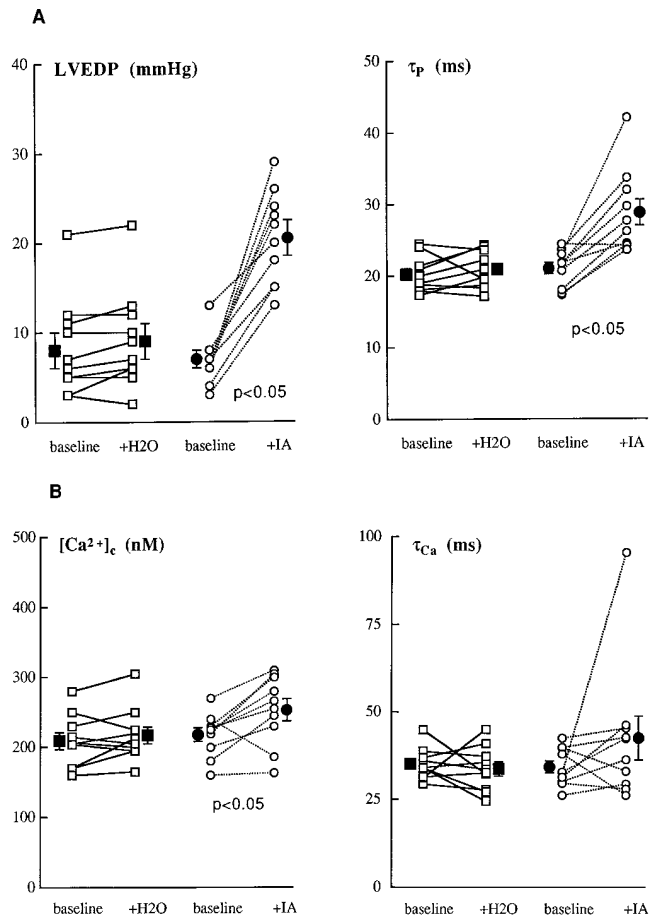 A
LVEDP (mmHg)
40
30
20
10
0
p<0.05
baseline +H2O baseline +IA
τP (ms)
50
40
30
20
10
0
p<0.05
baseline +H2O baseline +IA
B
[Ca²⁺]c (nM)
500
400
300
200
100
0
p<0.05
baseline +H2O baseline +IA
τCa (ms)
100
75
50
25
0
baseline +H2O baseline +IA